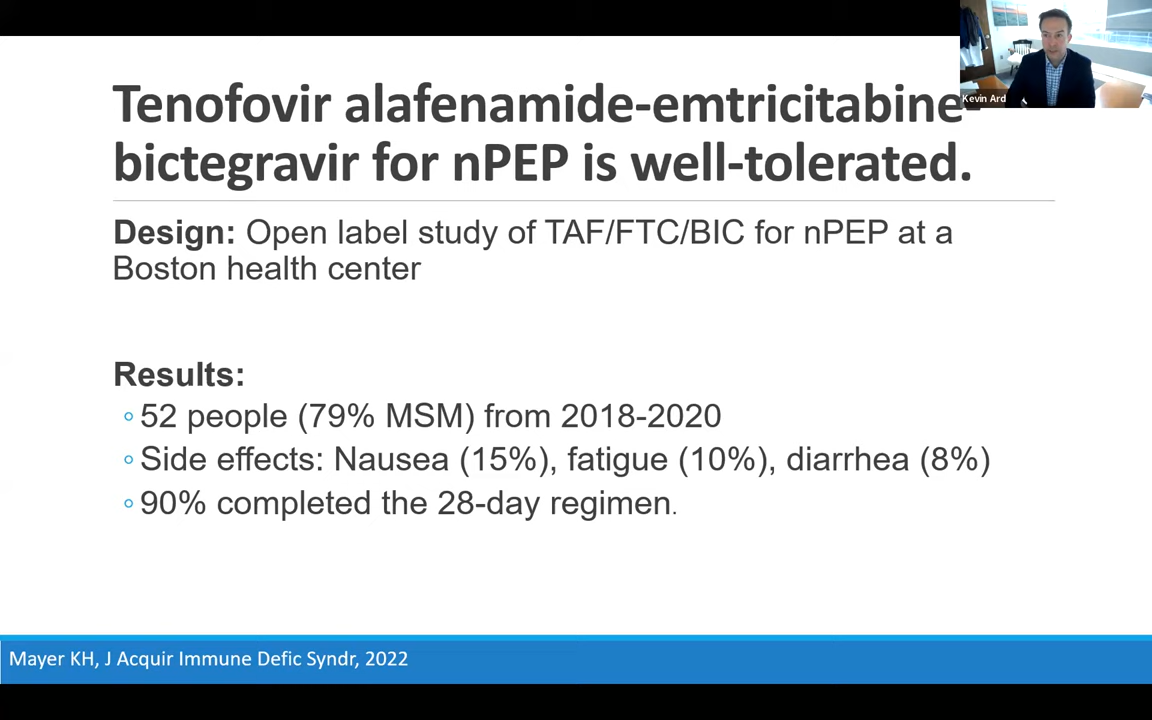 Tenofovir alafenamide-emtricitabine-
bictegravir for nPEP is well-tolerated.
Kevin Ard
Design: Open label study of TAF/FTC/BIC for nPEP at a
Boston health center
Results:
◦ 52 people (79% MSM) from 2018-2020
◦ Side effects: Nausea (15%), fatigue (10%), diarrhea (8%)
◦ 90% completed the 28-day regimen.
Mayer KH, J Acquir Immune Defic Syndr, 2022